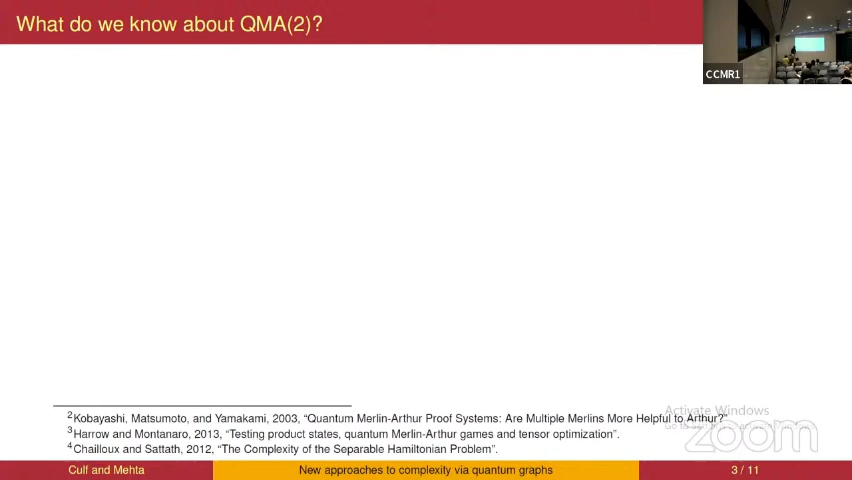 What do we know about QMA(2)?
CCMR1
2Kobayashi, Matsumoto, and Yamakami, 2003, “Quantum Merlin-Arthur Proof Systems: Are Multiple Merlins More Helpful to Arthur?”
Activate Windows
3Harrow and Montanaro, 2013, “Testing product states, quantum Merlin-Arthur games and tensor optimization”.
zoom
4Chailloux and Sattath, 2012, “The Complexity of the Separable Hamiltonian Problem”.
Culf and Mehta New approaches to complexity via quantum graphs 3 / 11